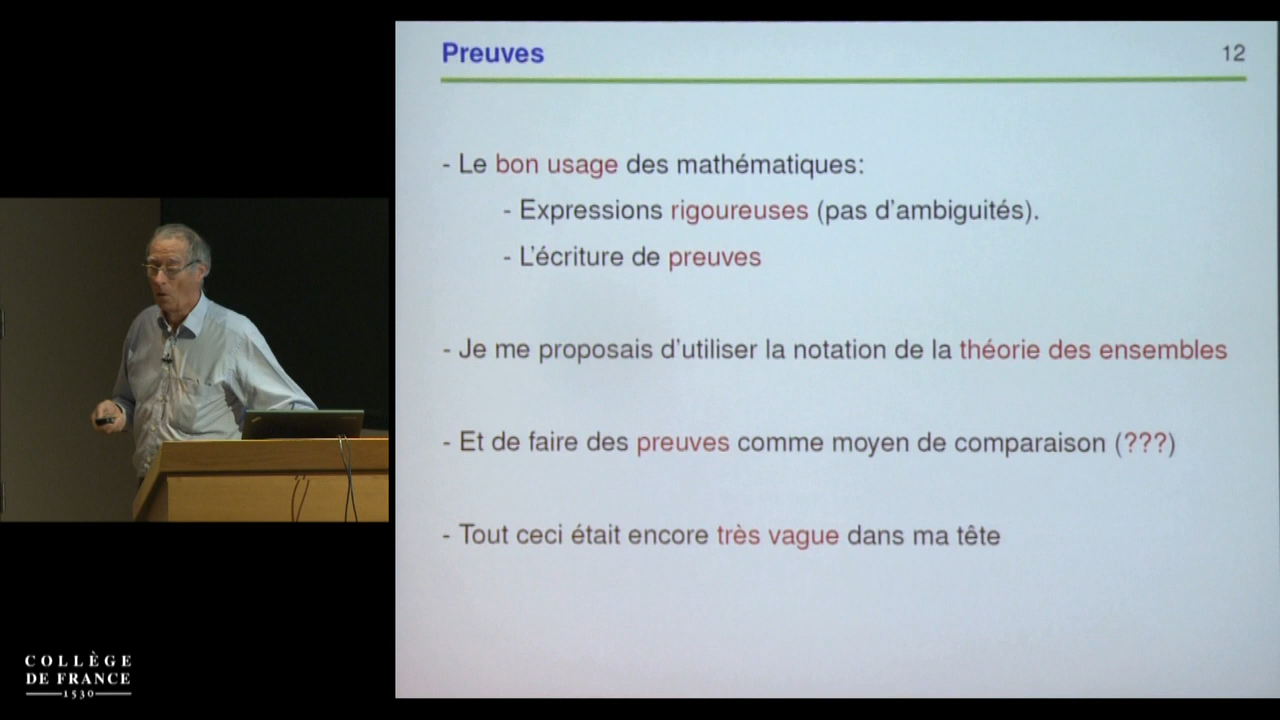 Preuves 12
- Le bon usage des mathématiques:
- Expressions rigoureuses (pas d'ambiguités).
- L'écriture de preuves
- Je me proposais d'utiliser la notation de la théorie des ensembles
- Et de faire des preuves comme moyen de comparaison (???)
- Tout ceci était encore très vague dans ma tête
COLLÈGE
DE FRANCE
1530